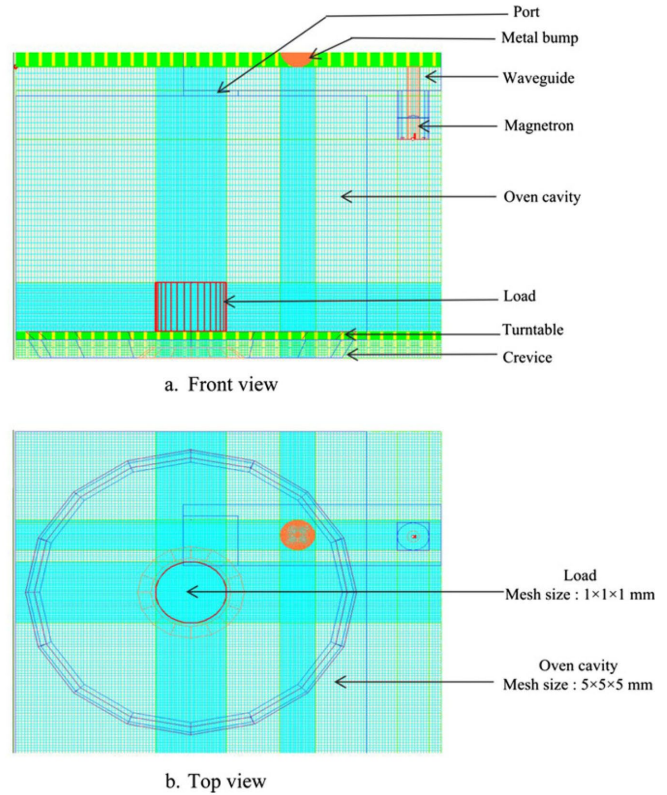 Port
Metal bump
Waveguide
Magnetron
Oven cavity
Load
Turntable
Crevice
a. Front view
Load
Mesh size : 1×1×1 mm
Oven cavity
Mesh size : 5×5×5 mm
b. Top view